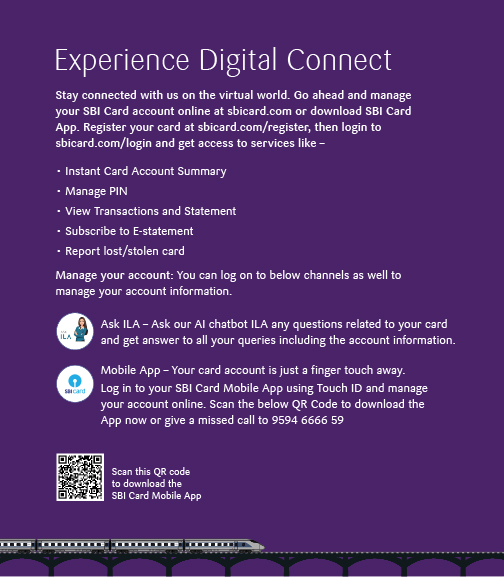 Experience Digital Connect
Stay connected with us on the virtual world. Go ahead and manage
your SBI Card account online at sbicard.com or download SBI Card
App. Register your card at sbicard.com/register, then login to
sbicard.com/login and get access to services like –
• Instant Card Account Summary
• Manage PIN
• View Transactions and Statement
• Subscribe to E-statement
• Report lost/stolen card
Manage your account: You can log on to below channels as well to
manage your account information.
ASK
ILA
Ask ILA – Ask our AI chatbot ILA any questions related to your card
and get answer to all your queries including the account information.
SBI card
Mobile App – Your card account is just a finger touch away.
Log in to your SBI Card Mobile App using Touch ID and manage
your account online. Scan the below QR Code to download the
App now or give a missed call to 9594 6666 59
Scan this QR code
to download the
SBI Card Mobile App